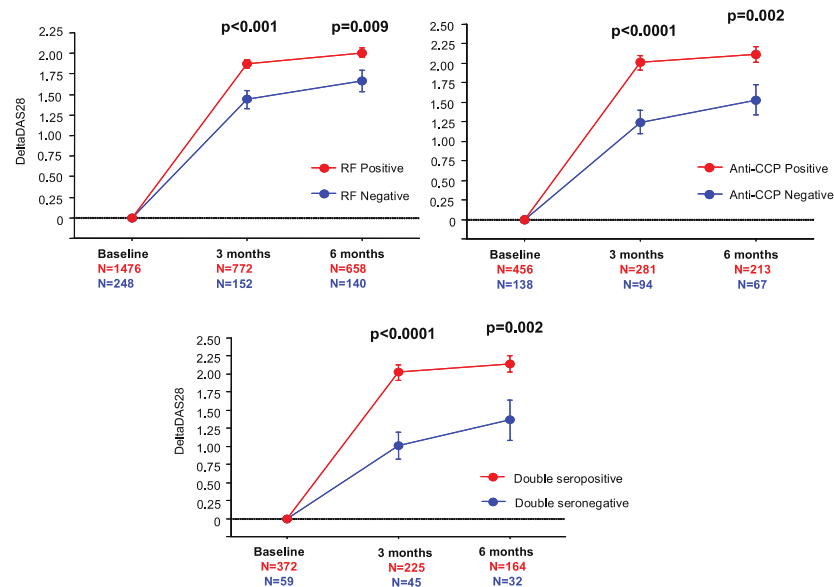 p<0.001 p=0.009
2.25
2.00
1.75
1.50
1.25
1.00
0.75
0.50
0.25
0
DeltaDAS28
RF Positive
RF Negative
Baseline 3 months 6 months
N=1476 N=772 N=658
N=248 N=152 N=140
p<0.0001 p=0.002
2.50
2.25
2.00
1.75
1.50
1.25
1.00
0.75
0.50
0.25
0
DeltaDAS28
Anti-CCP Positive
Anti-CCP Negative
Baseline 3 months 6 months
N=456 N=281 N=213
N=138 N=94 N=67
p<0.0001 p=0.002
2.50
2.25
2.00
1.75
1.50
1.25
1.00
0.75
0.50
0.25
0
DeltaDAS28
Double seropositive
Double seronegative
Baseline 3 months 6 months
N=372 N=225 N=164
N=59 N=45 N=32